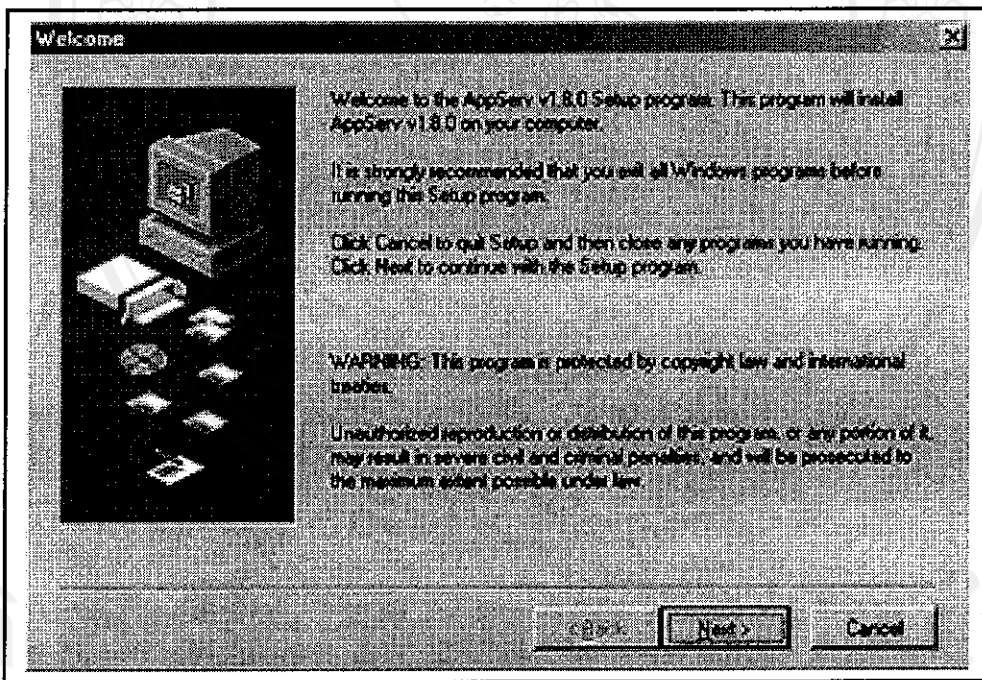 Welcome
Welcome to the AppServ v1.8.0 Setup program. This program will install
AppServ v1.8.0 on your computer.
It is strongly recommended that you exit all Windows programs before
running this Setup program.
Click Cancel to quit Setup and then close any programs you have running.
Click Next to continue with the Setup program.
WARNING: This program is protected by copyright law and international
treaties.
Unauthorized reproduction or distribution of this program, or any portion of it,
may result in severe civil and criminal penalties, and will be prosecuted to
the maximum extent possible under law.
< Back
Next >
Cancel